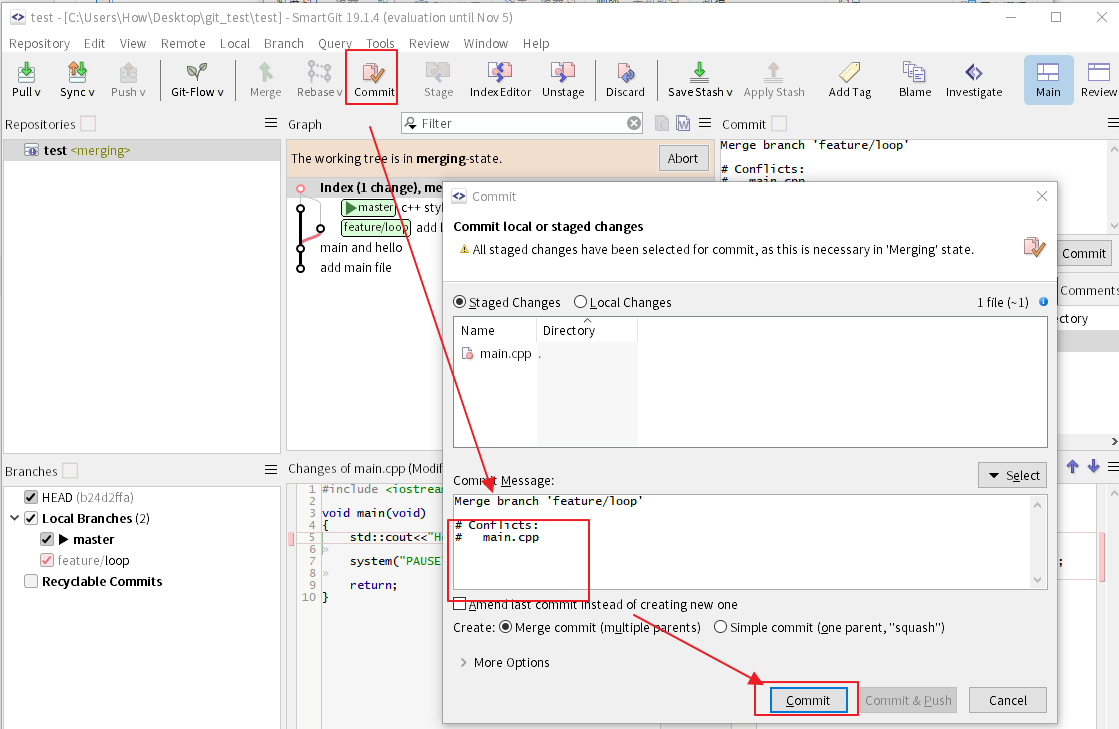 test - [C:\Users\How\Desktop\git_test\test] - SmartGit 19.1.4 (evaluation until Nov 5)
Repository Edit View Remote Local Branch Query Tools Review Window Help
Pull Sync Push Git-Flow Merge Rebase Commit Stage Index Editor Unstage Discard Save Stash Apply Stash Add Tag Blame Investigate Main Review
Repositories
test <merging>
Graph
Filter
The working tree is in merging-state.
Abort
Index (1 change),
master c++
feature/loop add
main and hello
add main file
Commit
Merge branch 'feature/loop'
# Conflicts:
# main.cpp
Commit
Comments
Commit
Commit local or staged changes
All staged changes have been selected for commit, as this is necessary in 'Merging' state.
Staged Changes Local Changes 1 file (~1)
Name Directory
main.cpp .
Commit Message:
Select
Merge branch 'feature/loop'
# Conflicts:
# main.cpp
Amend last commit instead of creating new one
Create: Merge commit (multiple parents) Simple commit (one parent, "squash")
More Options
Commit Commit & Push Cancel
Branches
HEAD (b24d2ffa)
Local Branches (2)
master
feature/loop
Recyclable Commits
Changes of main.cpp
1 #include
2
3 void main(void)
4 {
5 std::cout<<
6
7 system("PAUSE
8
9 return;
10 }